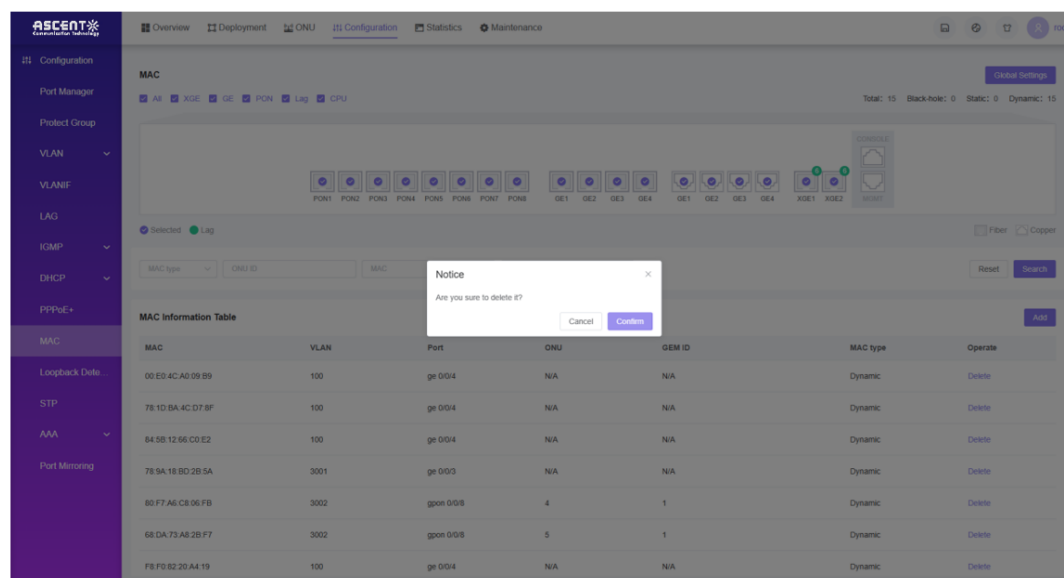 ASCENT
Communication Technology
Overview Deployment ONU Configuration Statistics Maintenance
Configuration
Port Manager
Protect Group
VLAN
VLANIF
LAG
IGMP
DHCP
PPPoE+
MAC
Loopback Dete...
STP
AAA
Port Mirroring
MAC
Global Settings
All XGE GE PON Lag CPU
Total: 15 Black-hole: 0 Static: 0 Dynamic: 15
CONSOLE
0 0
PON1 PON2 PON3 PON4 PON5 PON6 PON7 PON8 GE1 GE2 GE3 GE4 GE1 GE2 GE3 GE4 XGE1 XGE2
Selected Lag
Fiber Copper
MAC type ONU ID MAC
Reset Search
Notice
Are you sure to delete it?
Cancel Confirm
MAC Information Table
Add
MAC VLAN Port ONU GEM ID MAC type Operate
00:E0:4C:A0:09:B9 100 ge 0/0/4 N/A N/A Dynamic Delete
78:1D:BA:4C:D7:8F 100 ge 0/0/4 N/A N/A Dynamic Delete
84:5B:12:66:C0:E2 100 ge 0/0/4 N/A N/A Dynamic Delete
78:9A:18:BD:2B:5A 3001 ge 0/0/3 N/A N/A Dynamic Delete
80:F7:A6:C8:06:FB 3002 gpon 0/0/8 4 1 Dynamic Delete
68:DA:73:A8:2B:F7 3002 gpon 0/0/8 5 1 Dynamic Delete
F8:F0:82:20:A4:19 100 ge 0/0/4 N/A N/A Dynamic Delete